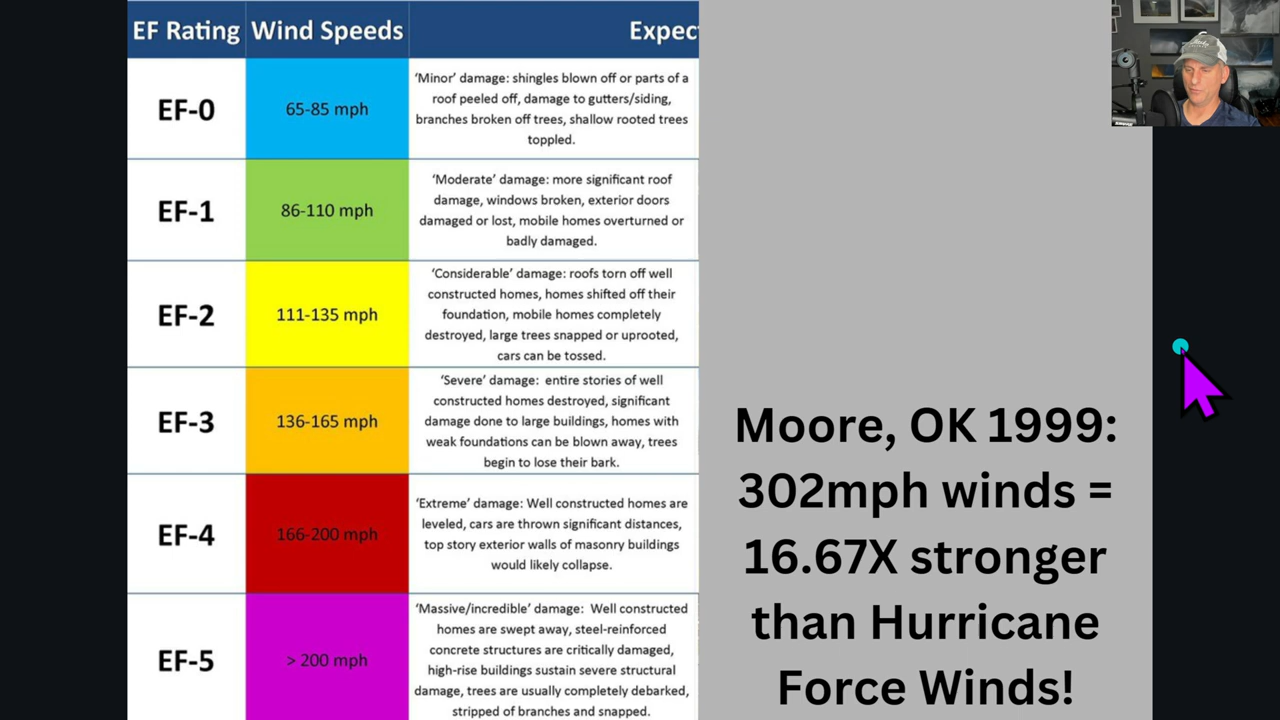 EF Rating
Wind Speeds
Expec
EF-0
65-85 mph
‘Minor’ damage: shingles blown off or parts of a
roof peeled off, damage to gutters/siding,
branches broken off trees, shallow rooted trees
toppled.
EF-1
86-110 mph
‘Moderate’ damage: more significant roof
damage, windows broken, exterior doors
damaged or lost, mobile homes overturned or
badly damaged.
EF-2
111-135 mph
‘Considerable’ damage: roofs torn off well
constructed homes, homes shifted off their
foundation, mobile homes completely
destroyed, large trees snapped or uprooted,
cars can be tossed.
EF-3
136-165 mph
‘Severe’ damage: entire stories of well
constructed homes destroyed, significant
damage done to large buildings, homes with
weak foundations can be blown away, trees
begin to lose their bark.
EF-4
166-200 mph
‘Extreme’ damage: Well constructed homes are
leveled, cars are thrown significant distances,
top story exterior walls of masonry buildings
would likely collapse.
EF-5
> 200 mph
‘Massive/incredible’ damage: Well constructed
homes are swept away, steel-reinforced
concrete structures are critically damaged,
high-rise buildings sustain severe structural
damage, trees are usually completely debarked,
stripped of branches and snapped.
Moore, OK 1999:
302mph winds =
16.67X stronger
than Hurricane
Force Winds!